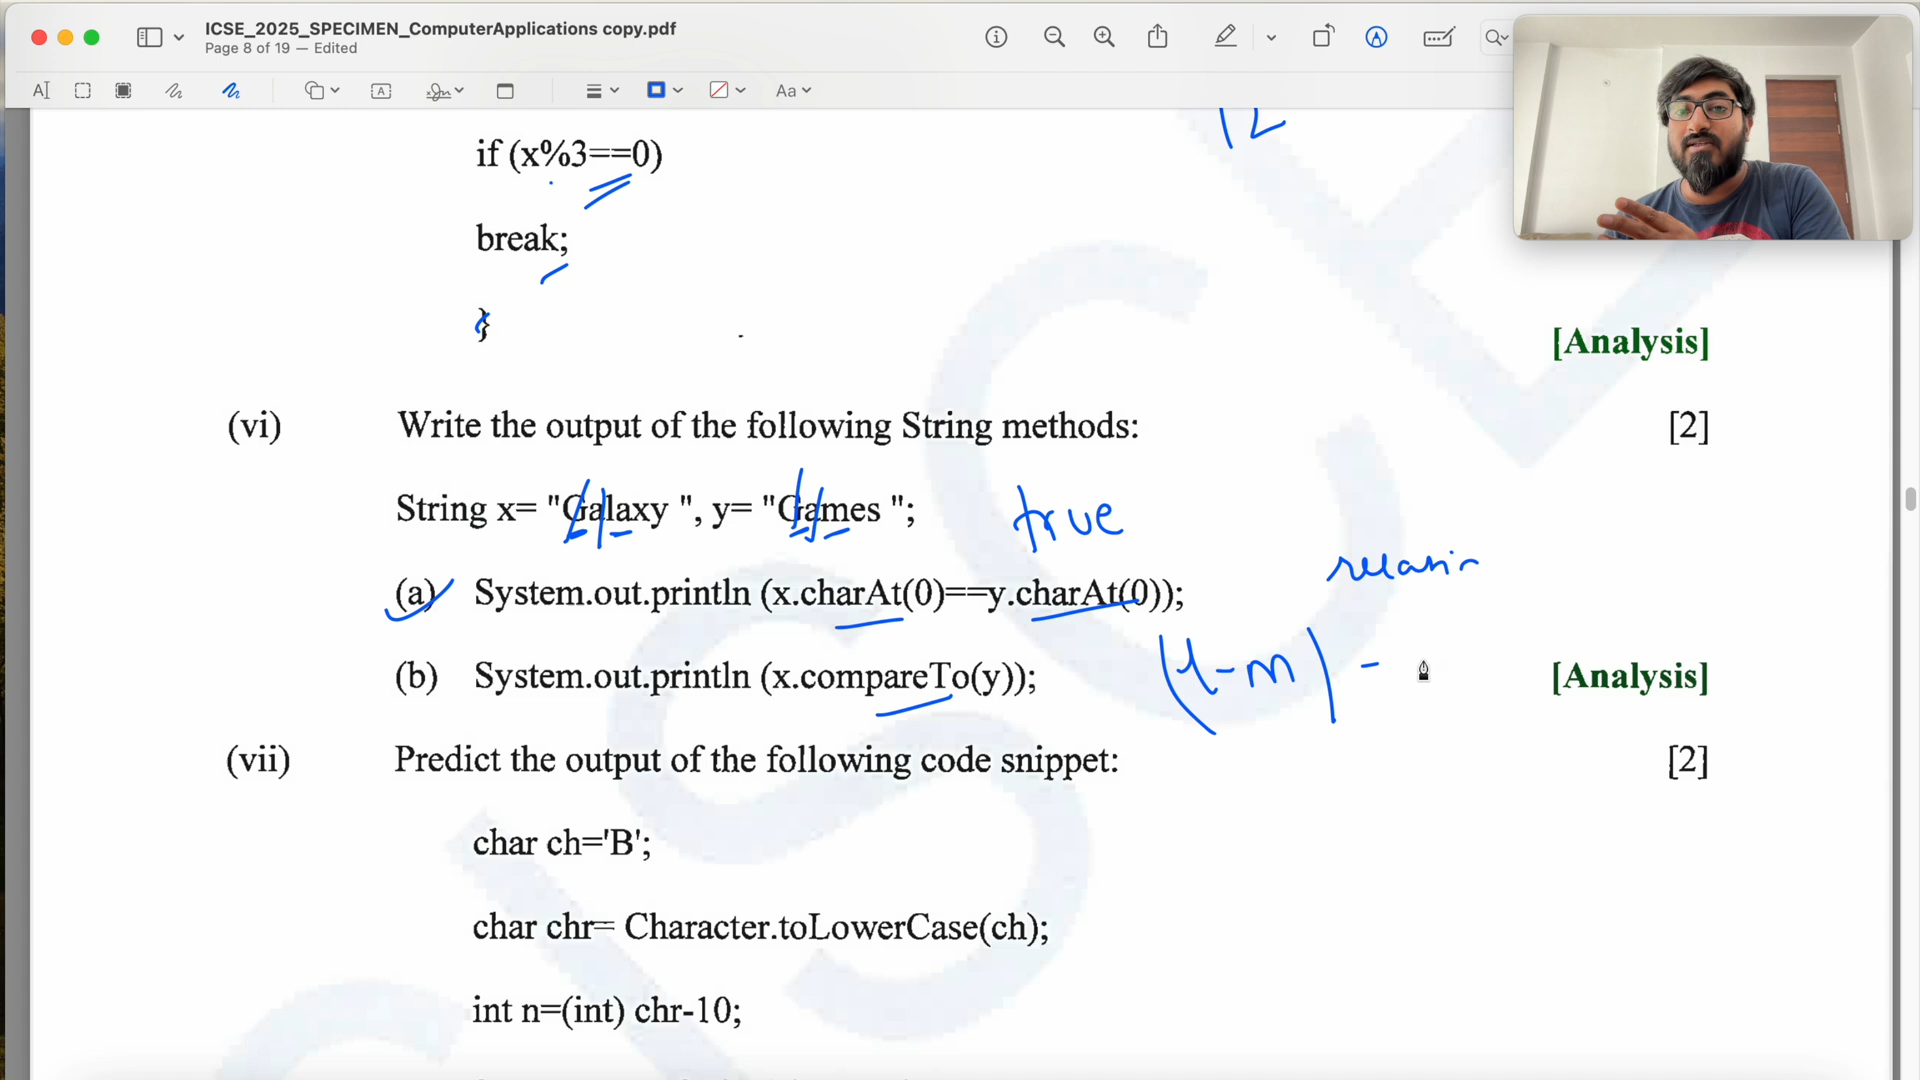 ICSE_2025_SPECIMEN_ComputerApplications copy.pdf
Page 8 of 19 — Edited
A
Aa
12
if (x%3==0)
break;
}
[Analysis]
(vi) Write the output of the following String methods: [2]
String x= "Galaxy ", y= "Games "; true
(a) System.out.println (x.charAt(0)==y.charAt(0));
(b) System.out.println (x.compareTo(y)); (l-m) - [Analysis]
(vii) Predict the output of the following code snippet: [2]
char ch='B';
char chr= Character.toLowerCase(ch);
int n=(int) chr-10;